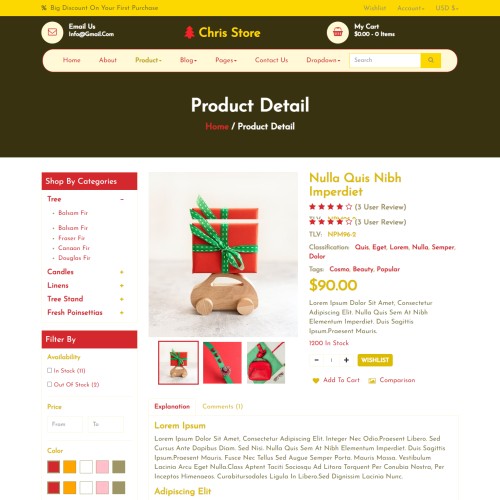 % Big Discount On Your First Purchase
Wishlist Account USD $
Email Us
Info@Gmail.Com
Chris Store
My Cart
$0.00 - 0 Items
Home About Product Blog Pages Contact Us Dropdown Search
Product Detail
Home / Product Detail
Shop By Categories
Tree -
Balsam Fir
Balsam Fir
Fraser Fir
Canaan Fir
Douglas Fir
Candles +
Linens +
Tree Stand +
Fresh Poinsettias +
Filter By
Availability
In Stock (11)
Out Of Stock (2)
Price
From To
Color
Nulla Quis Nibh
Imperdiet
(3 User Review)
(3 User Review)
TLV: NPM96-2
Classification: Quis, Eget, Lorem, Nulla, Semper,
Dolor
Tags: Cosmo, Beauty, Popular
$90.00
Lorem Ipsum Dolor Sit Amet, Consectetur
Adipiscing Elit. Nulla Quis Sem At Nibh
Elementum Imperdiet. Duis Sagittis
Ipsum.Praesent Mauris.
1200 In Stock
- 1 + WISHLIST
Add To Cart Comparison
Explanation Comments (1)
Lorem Ipsum
Lorem Ipsum Dolor Sit Amet, Consectetur Adipiscing Elit. Integer Nec Odio.Praesent Libero. Sed
Cursus Ante Dapibus Diam. Sed Nisi. Nulla Quis Sem At Nibh Elementum Imperdiet. Duis Sagittis
Ipsum.Praesent Mauris. Fusce Nec Tellus Sed Augue Semper Porta. Mauris Massa. Vestibulum
Lacinia Arcu Eget Nulla.Class Aptent Taciti Sociosqu Ad Litora Torquent Per Conubia Nostra, Per
Inceptos Himenaeos. Curabitursodales Ligula In Libero.Sed Dignissim Lacinia Nunc.
Adipiscing Elit